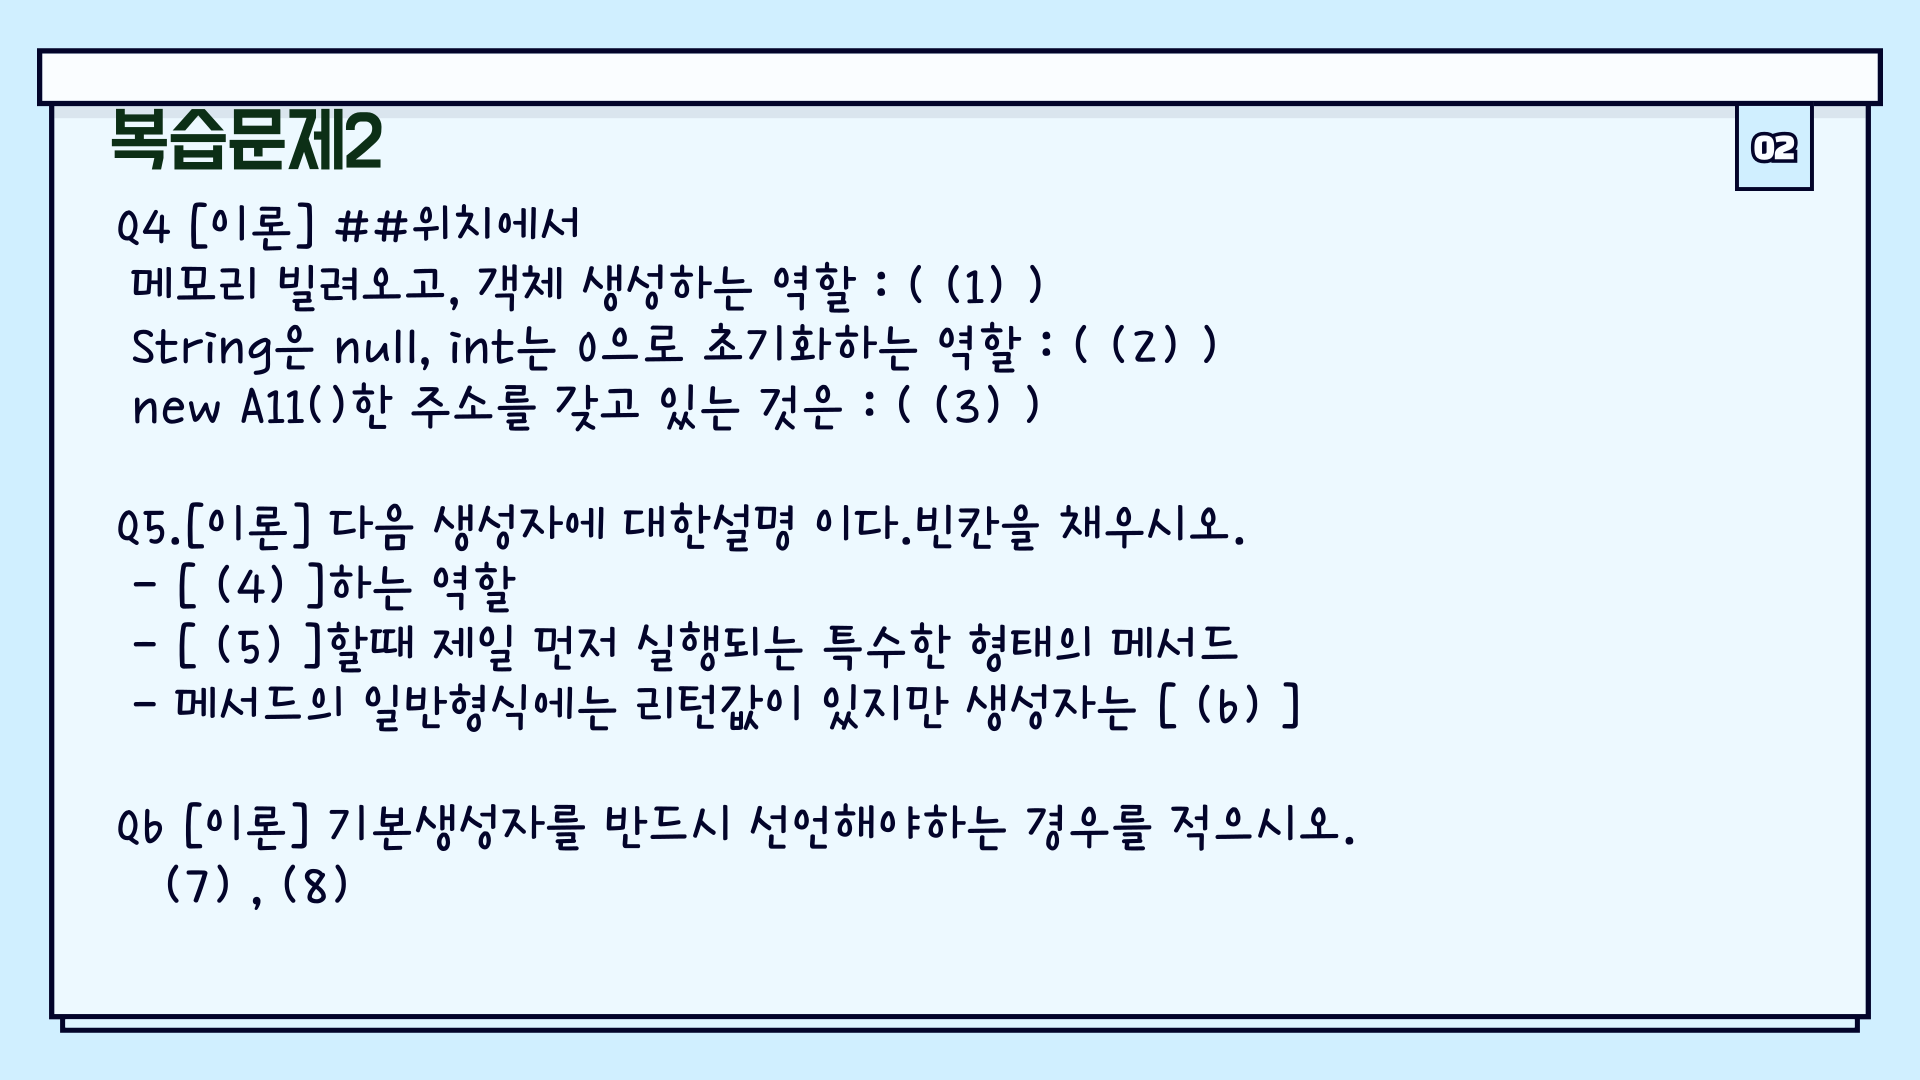 복습문제2
02
Q4 [이론] ##위치에서
메모리 빌려오고, 객체 생성하는 역할 : ( (1) )
String은 null, int는 0으로 초기화하는 역할 : ( (2) )
new A11()한 주소를 갖고 있는 것은 : ( (3) )
Q5.[이론] 다음 생성자에 대한설명 이다.빈칸을 채우시오.
- [ (4) ]하는 역할
- [ (5) ]할때 제일 먼저 실행되는 특수한 형태의 메서드
- 메서드의 일반형식에는 리턴값이 있지만 생성자는 [ (6) ]
Q6 [이론] 기본생성자를 반드시 선언해야하는 경우를 적으시오.
(7) , (8)